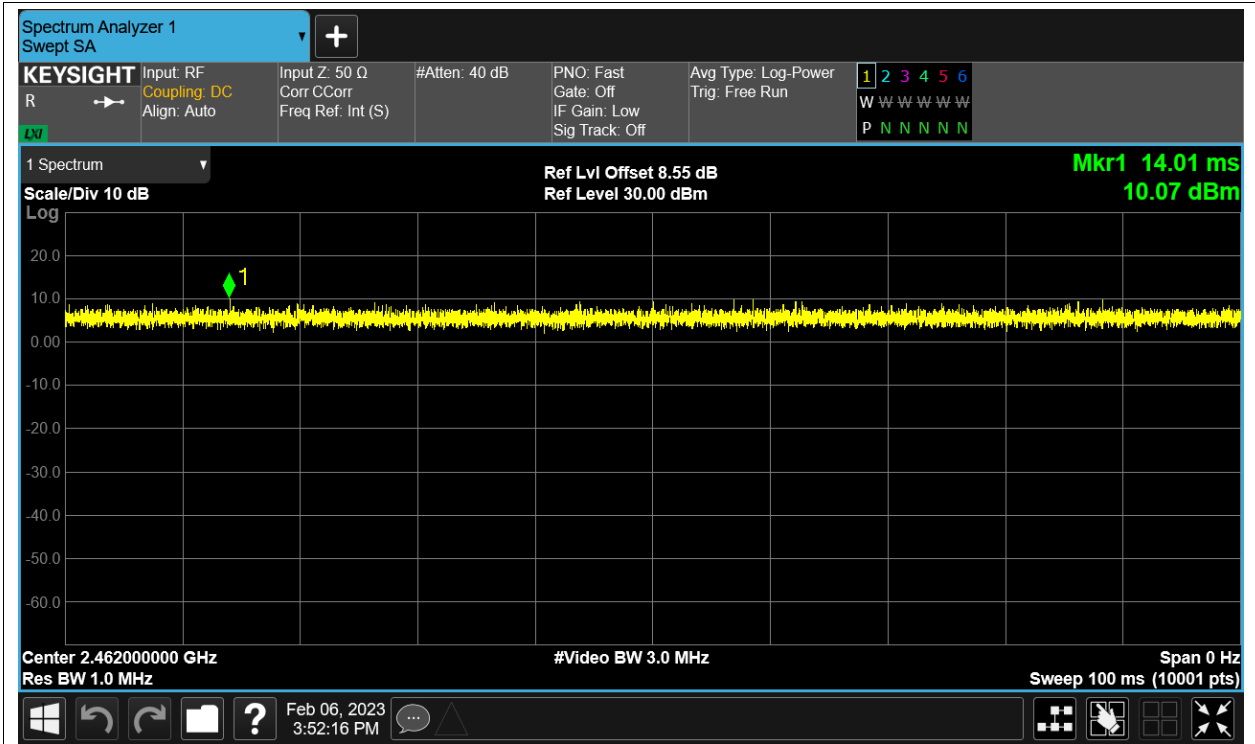 Spectrum Analyzer 1
Swept SA
KEYSIGHT
R
LXI
Input: RF
Coupling: DC
Align: Auto
Input Z: 50 Ω
Corr CCorr
Freq Ref: Int (S)
#Atten: 40 dB
PNO: Fast
Gate: Off
IF Gain: Low
Sig Track: Off
Avg Type: Log-Power
Trig: Free Run
1 2 3 4 5 6
W W W W W W
P N N N N N
1 Spectrum
Scale/Div 10 dB
Log
Ref Lvl Offset 8.55 dB
Ref Level 30.00 dBm
Mkr1 14.01 ms
10.07 dBm
1
20.0
10.0
0.00
-10.0
-20.0
-30.0
-40.0
-50.0
-60.0
Center 2.462000000 GHz
#Video BW 3.0 MHz
Span 0 Hz
Res BW 1.0 MHz
Sweep 100 ms (10001 pts)
?
Feb 06, 2023
3:52:16 PM